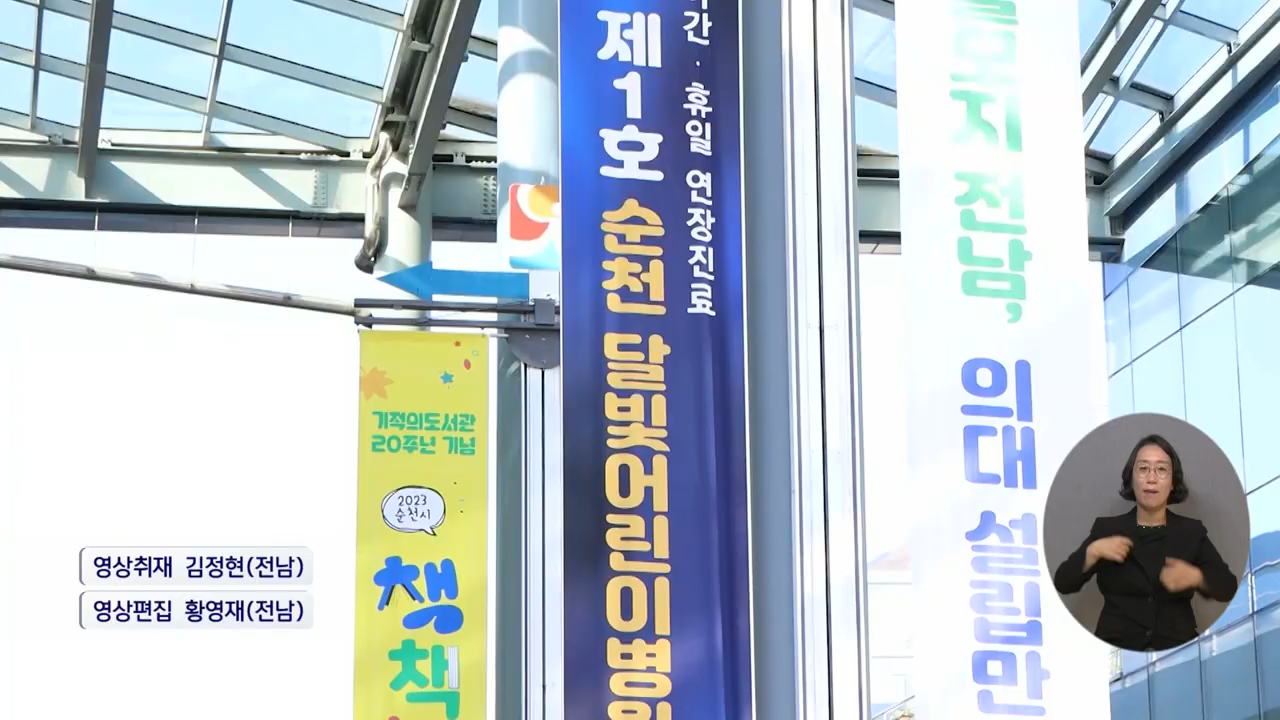 제1호 순천 달빛어린이병원
휴일 연장진료
전남,
의대 설립만
기적의도서관
20주년 기념
2023
순천시
책
책
영상취재 김정현(전남)
영상편집 황영재(전남)